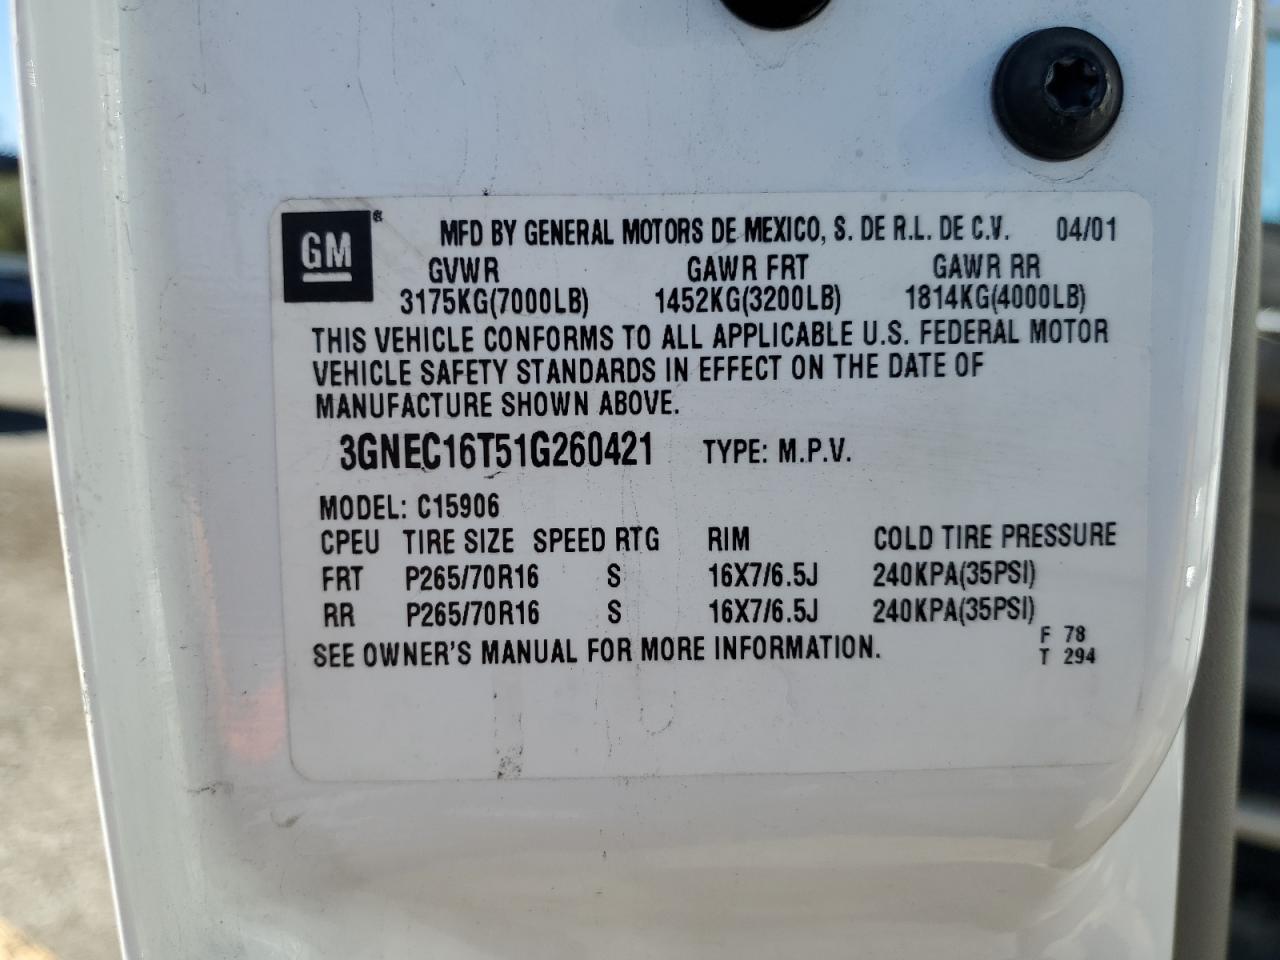 GM®
MFD BY GENERAL MOTORS DE MEXICO, S. DE R.L. DE C.V. 04/01
GVWR GAWR FRT GAWR RR
3175KG(7000LB) 1452KG(3200LB) 1814KG(4000LB)
THIS VEHICLE CONFORMS TO ALL APPLICABLE U.S. FEDERAL MOTOR
VEHICLE SAFETY STANDARDS IN EFFECT ON THE DATE OF
MANUFACTURE SHOWN ABOVE.
3GNEC16T51G260421 TYPE: M.P.V.
MODEL: C15906
CPEU TIRE SIZE SPEED RTG RIM COLD TIRE PRESSURE
FRT P265/70R16 S 16X7/6.5J 240KPA(35PSI)
RR P265/70R16 S 16X7/6.5J 240KPA(35PSI)
SEE OWNER'S MANUAL FOR MORE INFORMATION. F 78
T 294